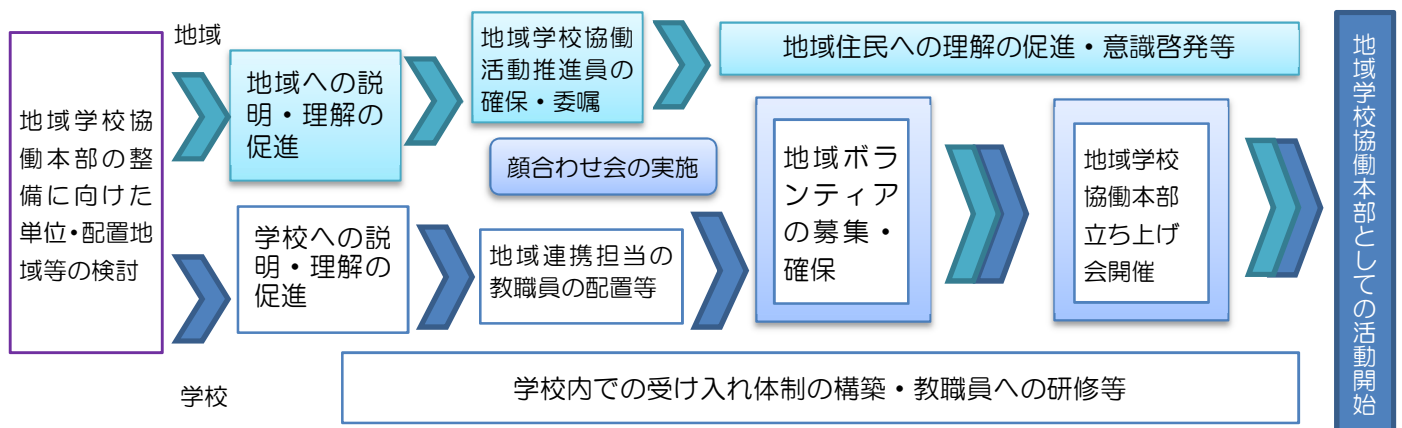 地域学校協
働本部の整
備に向けた
単位・配置地
域等の検討
地域
地域への説
明・理解の
促進
地域学校協働
活動推進員の
確保・委嘱
地域住民への理解の促進・意識啓発等
顔合わせ会の実施
学校への説
明・理解の
促進
地域連携担当の
教職員の配置等
地域ボラ
ンティア
の募集・
確保
地域学校
協働本部
立ち上げ
会開催
学校
学校内での受け入れ体制の構築・教職員への研修等
地域学校協働本部としての活動開始